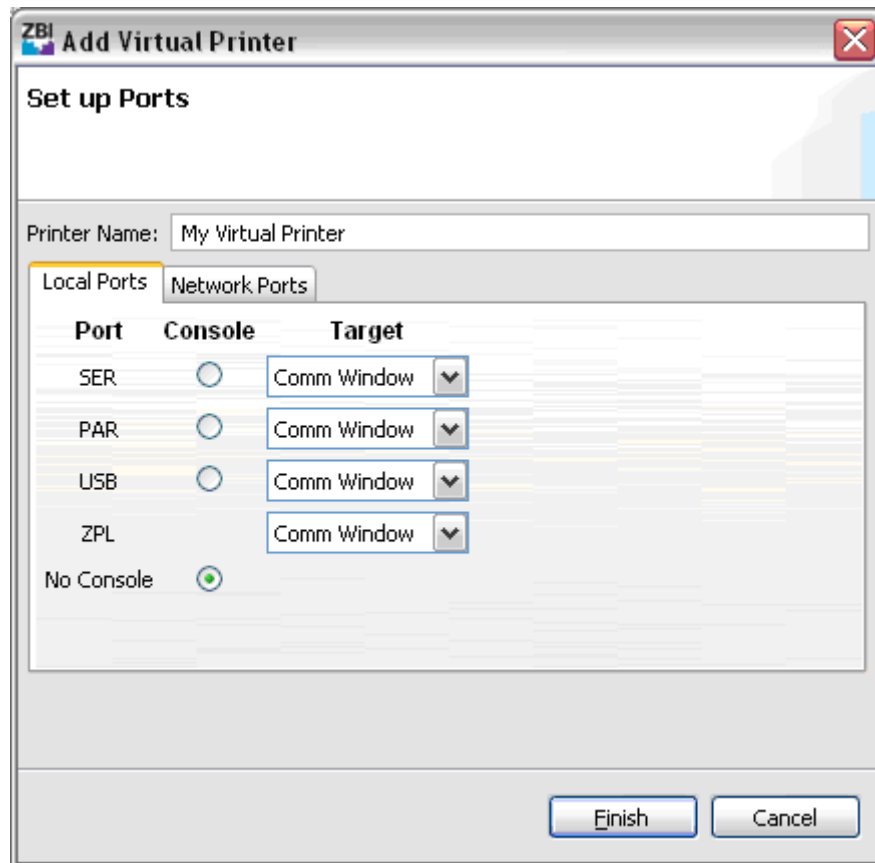 ZBI Add Virtual Printer
Set up Ports
Printer Name: My Virtual Printer
Local Ports Network Ports
Port Console Target
SER Comm Window
PAR Comm Window
USB Comm Window
ZPL Comm Window
No Console
Finish Cancel